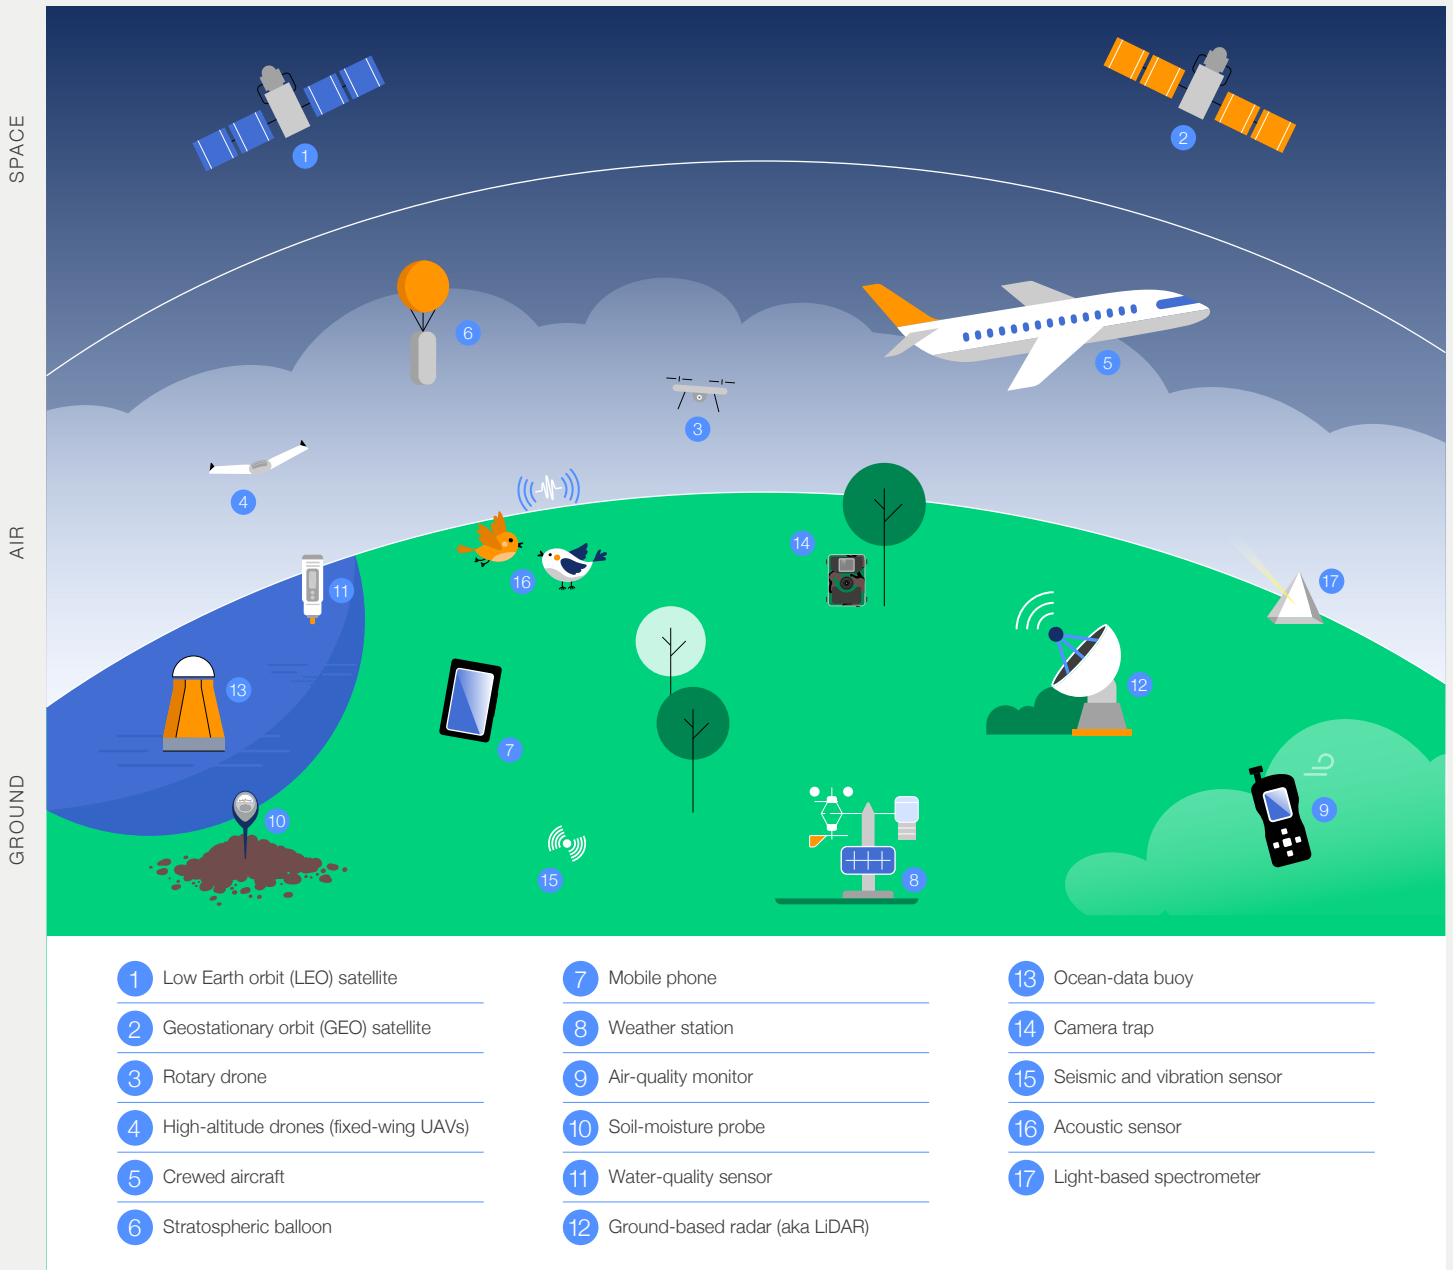 SPACE
1
2
6
5
3
4
AIR
14
16
11
17
12
13
7
GROUND
9
10
15
8
1 Low Earth orbit (LEO) satellite
2 Geostationary orbit (GEO) satellite
3 Rotary drone
4 High-altitude drones (fixed-wing UAVs)
5 Crewed aircraft
6 Stratospheric balloon
7 Mobile phone
8 Weather station
9 Air-quality monitor
10 Soil-moisture probe
11 Water-quality sensor
12 Ground-based radar (aka LiDAR)
13 Ocean-data buoy
14 Camera trap
15 Seismic and vibration sensor
16 Acoustic sensor
17 Light-based spectrometer